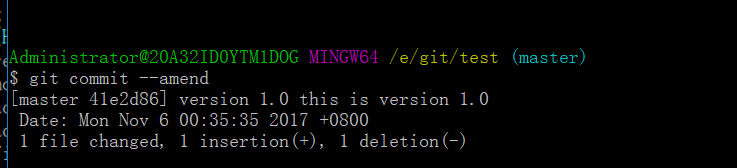 Administrator@20A32IDOYTM1DOG MINGW64 /e/git/test (master)
$ git commit --amend
[master 41e2d86] version 1.0 this is version 1.0
Date: Mon Nov 6 00:35:35 2017 +0800
1 file changed, 1 insertion(+), 1 deletion(-)